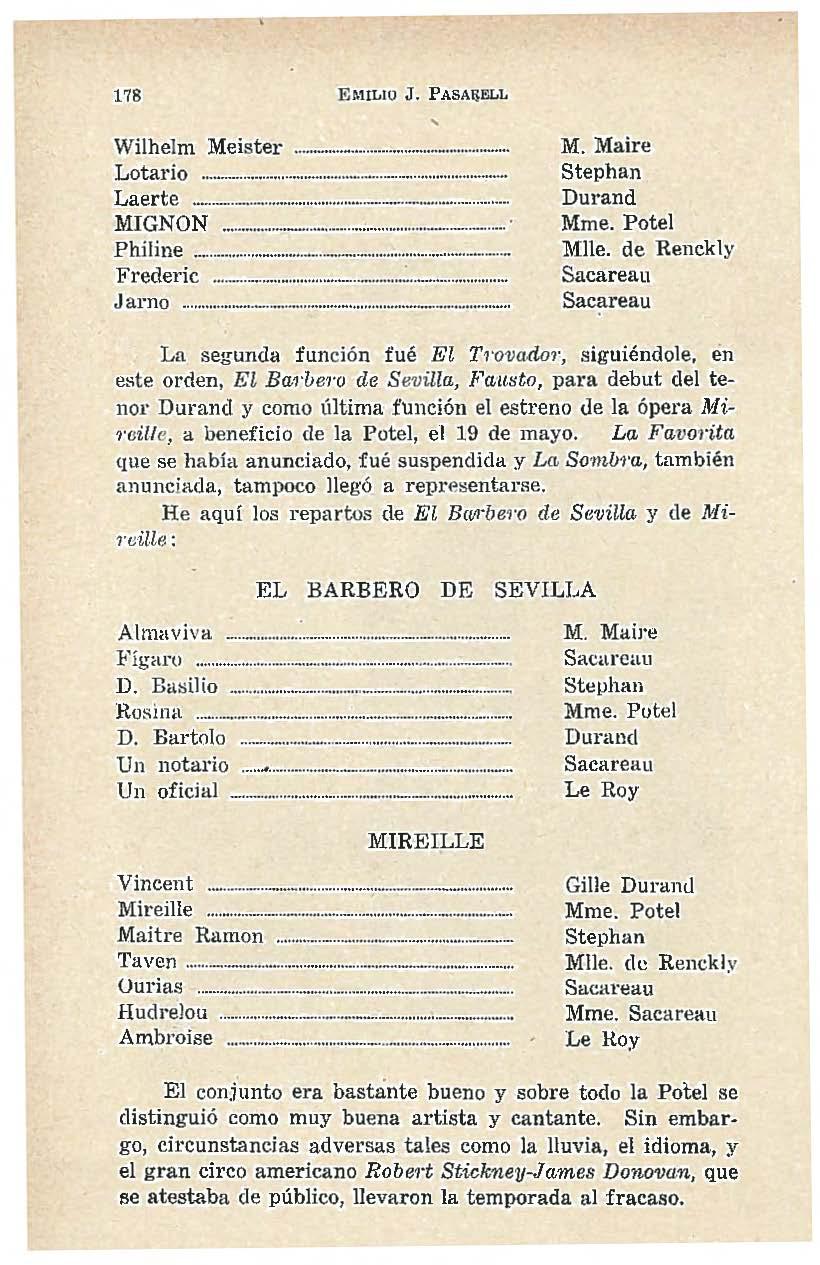 178 EMILIO J. PASARELL
Wilhelm Meister ........ M. Maire
Lotario ........ Stephan
Laerte ........ Durand
MIGNON ........ Mme. Potel
Philine ........ Mlle. de Renckly
Frederic ........ Sacareau
Jarno ........ Sacareau
La segunda función fué El Trovador, siguiéndole, en
este orden, El Barbero de Sevilla, Fausto, para debut del te-
nor Durand y como última función el estreno de la ópera Mi-
reille, a beneficio de la Potel, el 19 de mayo. La Favorita
que se había anunciado, fué suspendida y La Sombra, también
anunciada, tampoco llegó a representarse.
He aquí los repartos de El Barbero de Sevilla y de Mi-
reille:
EL BARBERO DE SEVILLA
Almaviva ........ M. Maire
Fígaro ........ Sacareau
D. Basilio ........ Stephan
Rosina ........ Mme. Potel
D. Bartolo ........ Durand
Un notario ........ Sacareau
Un oficial ........ Le Roy
MIREILLE
Vincent ........ Gille Durand
Mireille ........ Mme. Potel
Maitre Ramon ........ Stephan
Taven ........ Mlle. de Renckly
Ourias ........ Sacareau
Hudrelou ........ Mme. Sacareau
Ambroise ........ Le Roy
El conjunto era bastante bueno y sobre todo la Potel se
distinguió como muy buena artista y cantante. Sin embar-
go, circunstancias adversas tales como la lluvia, el idioma, y
el gran circo americano Robert Stickney-James Donovan, que
se atestaba de público, llevaron la temporada al fracaso.